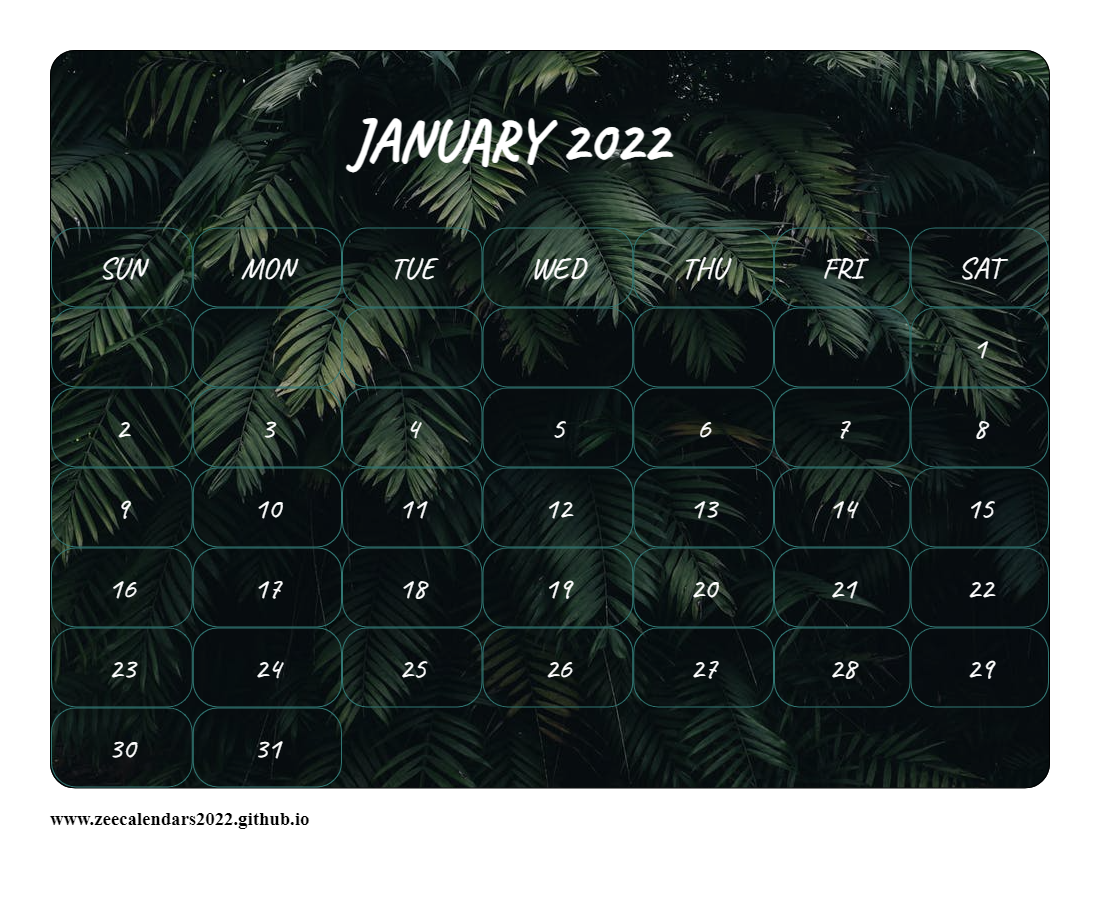 JANUARY 2022
SUN MON TUE WED THU FRI SAT
1
2 3 4 5 6 7 8
9 10 11 12 13 14 15
16 17 18 19 20 21 22
23 24 25 26 27 28 29
30 31
www.zeecalendars2022.github.io